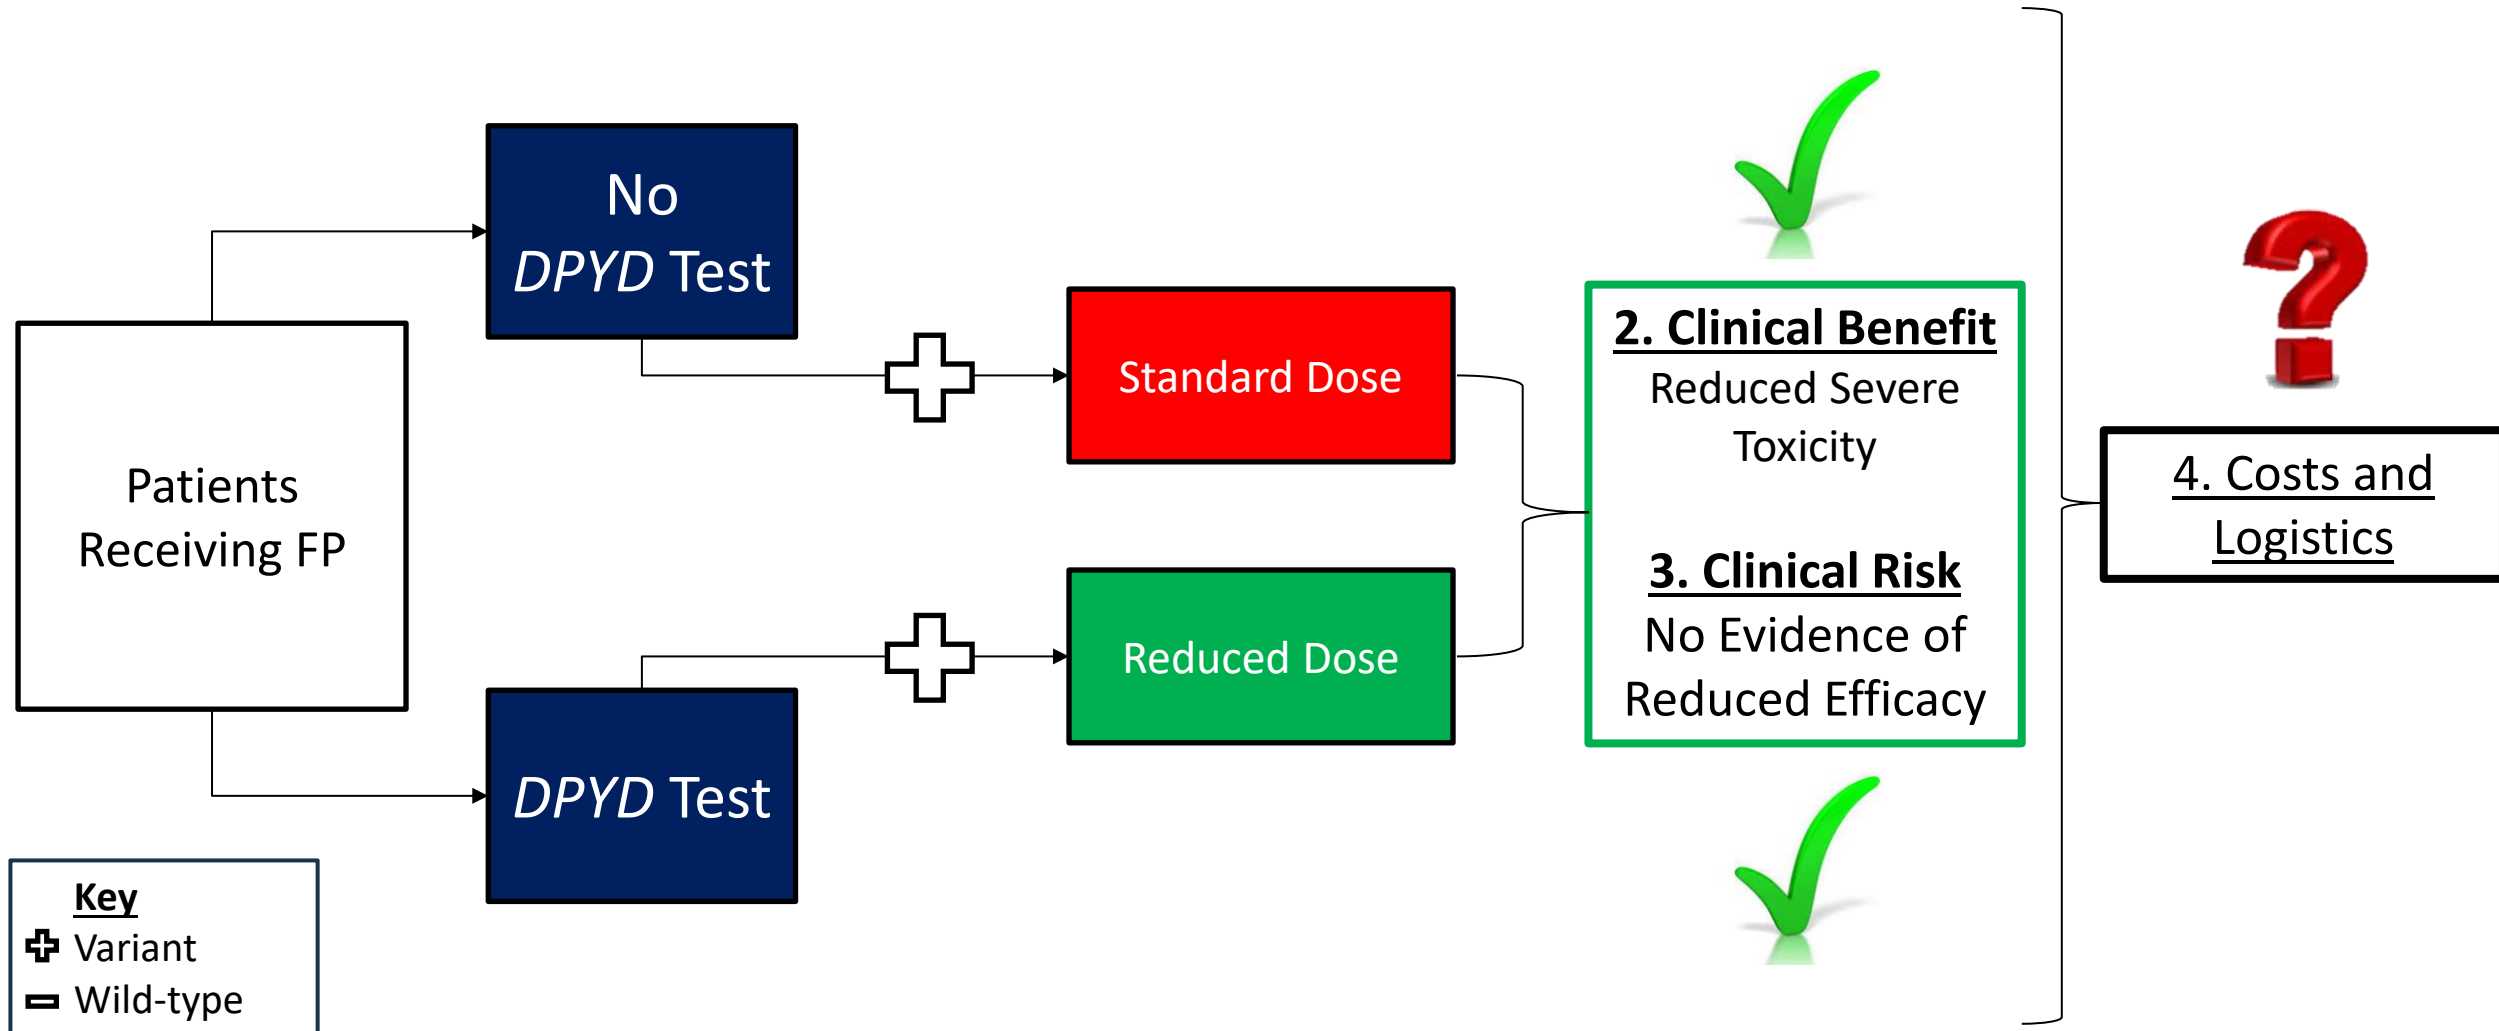 No
DPYD Test
Patients
Receiving FP
Standard Dose
Reduced Dose
DPYD Test
2. Clinical Benefit
Reduced Severe
Toxicity
3. Clinical Risk
No Evidence of
Reduced Efficacy
4. Costs and
Logistics
Key
Variant
Wild-type